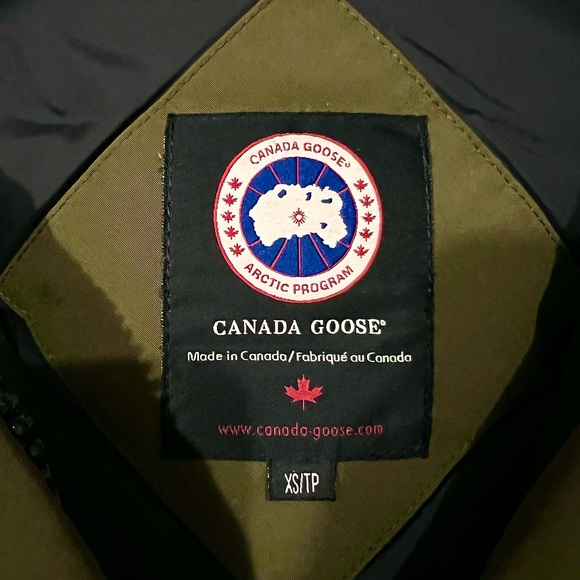 CANADA GOOSE®
ARCTIC PROGRAM
CANADA GOOSE®
Made in Canada/Fabriqué au Canada
www.canada-goose.com
XS/TP